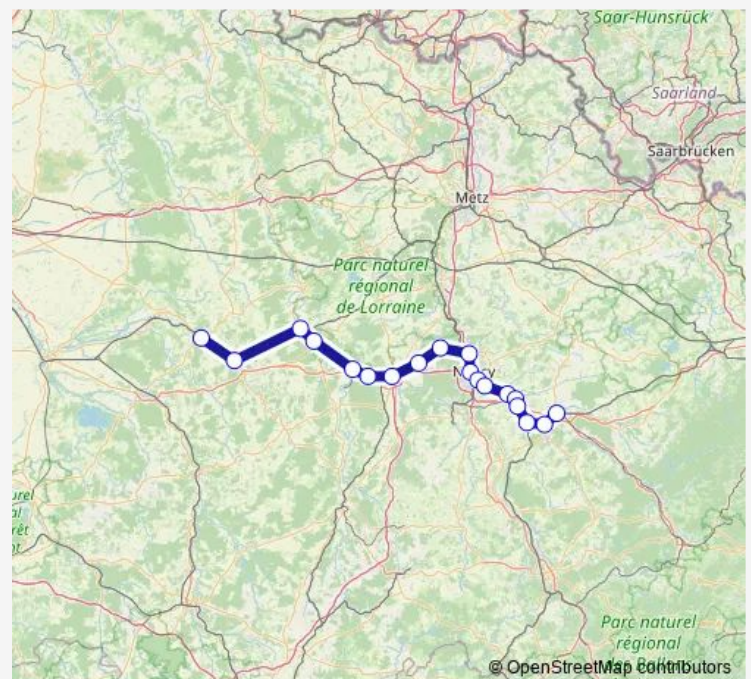 Saar-Hunsrück
Saarland
Saarbrücken
Metz
Parc naturel
régional
de Lorraine
Parc naturel
régional
© OpenStreetMap contributors